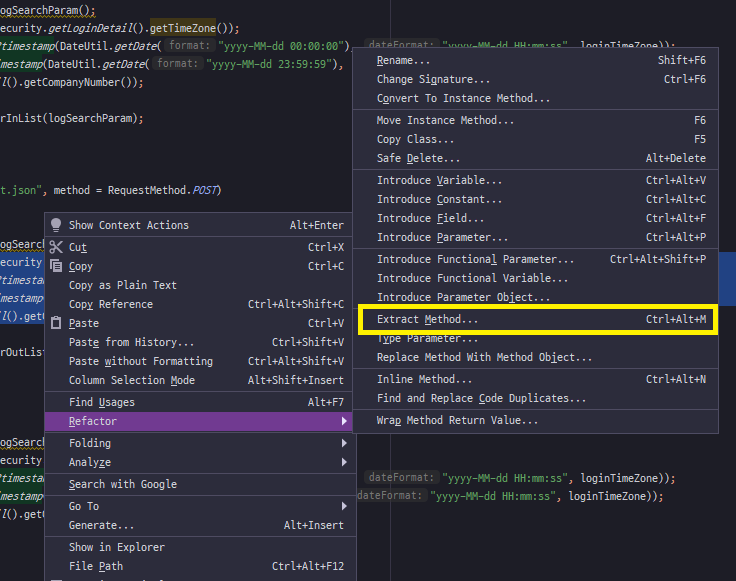 ogSearchParam();
ecurity.getLoginDetail().getTimeZone());
timestamp(DateUtil.getDate( format: "yyyy-MM-dd 00:00:00"), dateFormat: "yyyy-MM-dd HH:mm:ss", loginTimeZone));
imestamp(DateUtil.getDate( format: "yyyy-MM-dd 23:59:59"),
l().getCompanyNumber());
rInList(logSearchParam);
t.json", method = RequestMethod.POST)
Rename... Shift+F6
Change Signature... Ctrl+F6
Convert To Instance Method...
Move Instance Method... F6
Copy Class... F5
Safe Delete... Alt+Delete
Introduce Variable... Ctrl+Alt+V
Introduce Constant... Ctrl+Alt+C
Introduce Field... Ctrl+Alt+F
Introduce Parameter... Ctrl+Alt+P
Introduce Functional Parameter... Ctrl+Alt+Shift+P
Introduce Functional Variable...
Introduce Parameter Object...
Extract Method... Ctrl+Alt+M
Type Parameter...
Replace Method With Method Object...
Inline Method... Ctrl+Alt+N
Find and Replace Code Duplicates...
Wrap Method Return Value...
ogSearch
ecurity
timesta
imestamp
l().get
rOutList
ogSearch
ecurity
timesta
imestamp
l().get
Show Context Actions Alt+Enter
Cut Ctrl+X
Copy Ctrl+C
Copy as Plain Text
Copy Reference Ctrl+Alt+Shift+C
Paste Ctrl+V
Paste from History... Ctrl+Shift+V
Paste without Formatting Ctrl+Alt+Shift+V
Column Selection Mode Alt+Shift+Insert
Find Usages Alt+F7
Refactor
Folding
Analyze
Search with Google
Go To
Generate... Alt+Insert
Show in Explorer
File Path Ctrl+Alt+F12
dateFormat: "yyyy-MM-dd HH:mm:ss", loginTimeZone));
dateFormat: "yyyy-MM-dd HH:mm:ss", loginTimeZone));